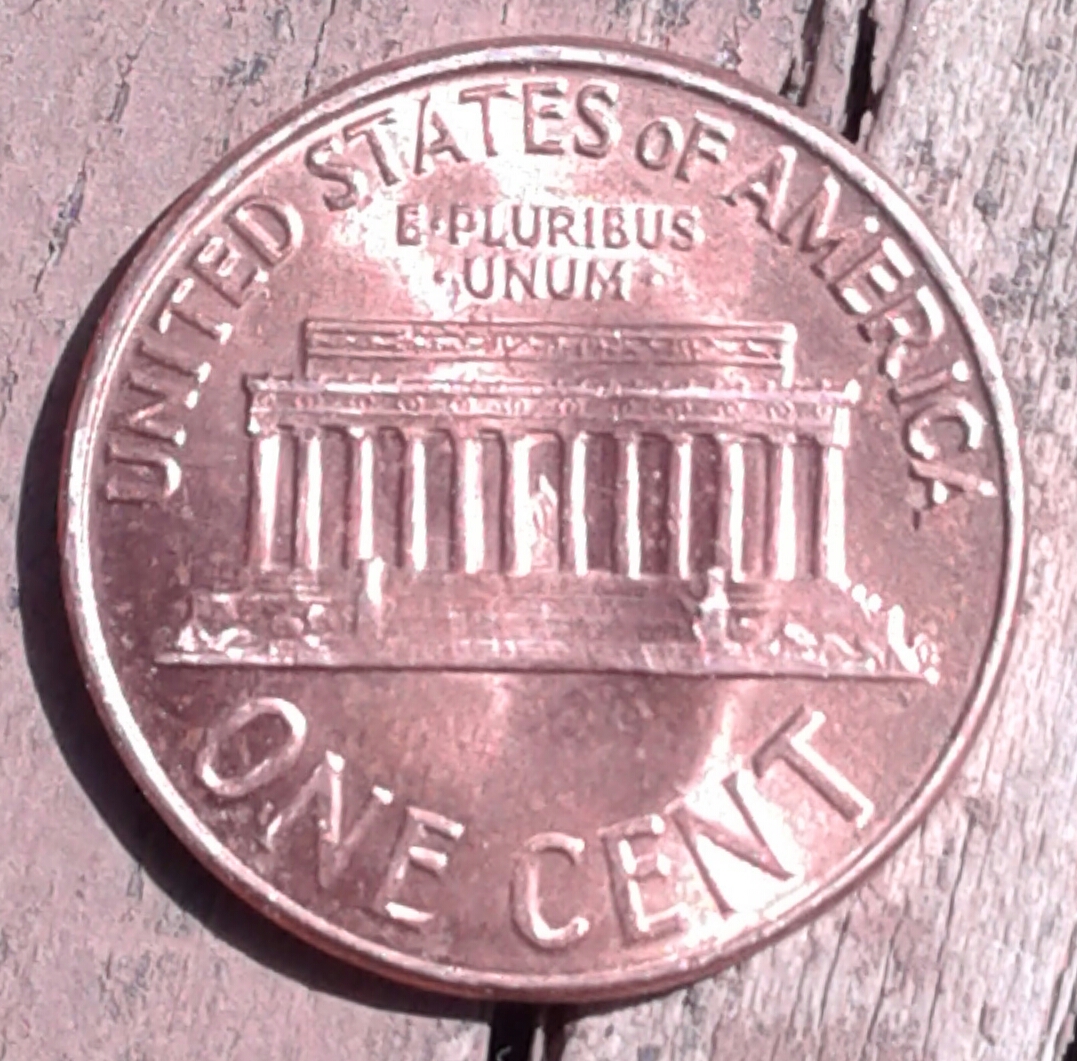 UNITED STATES OF AMERICA
E·PLURIBUS
·UNUM·
ONE CENT